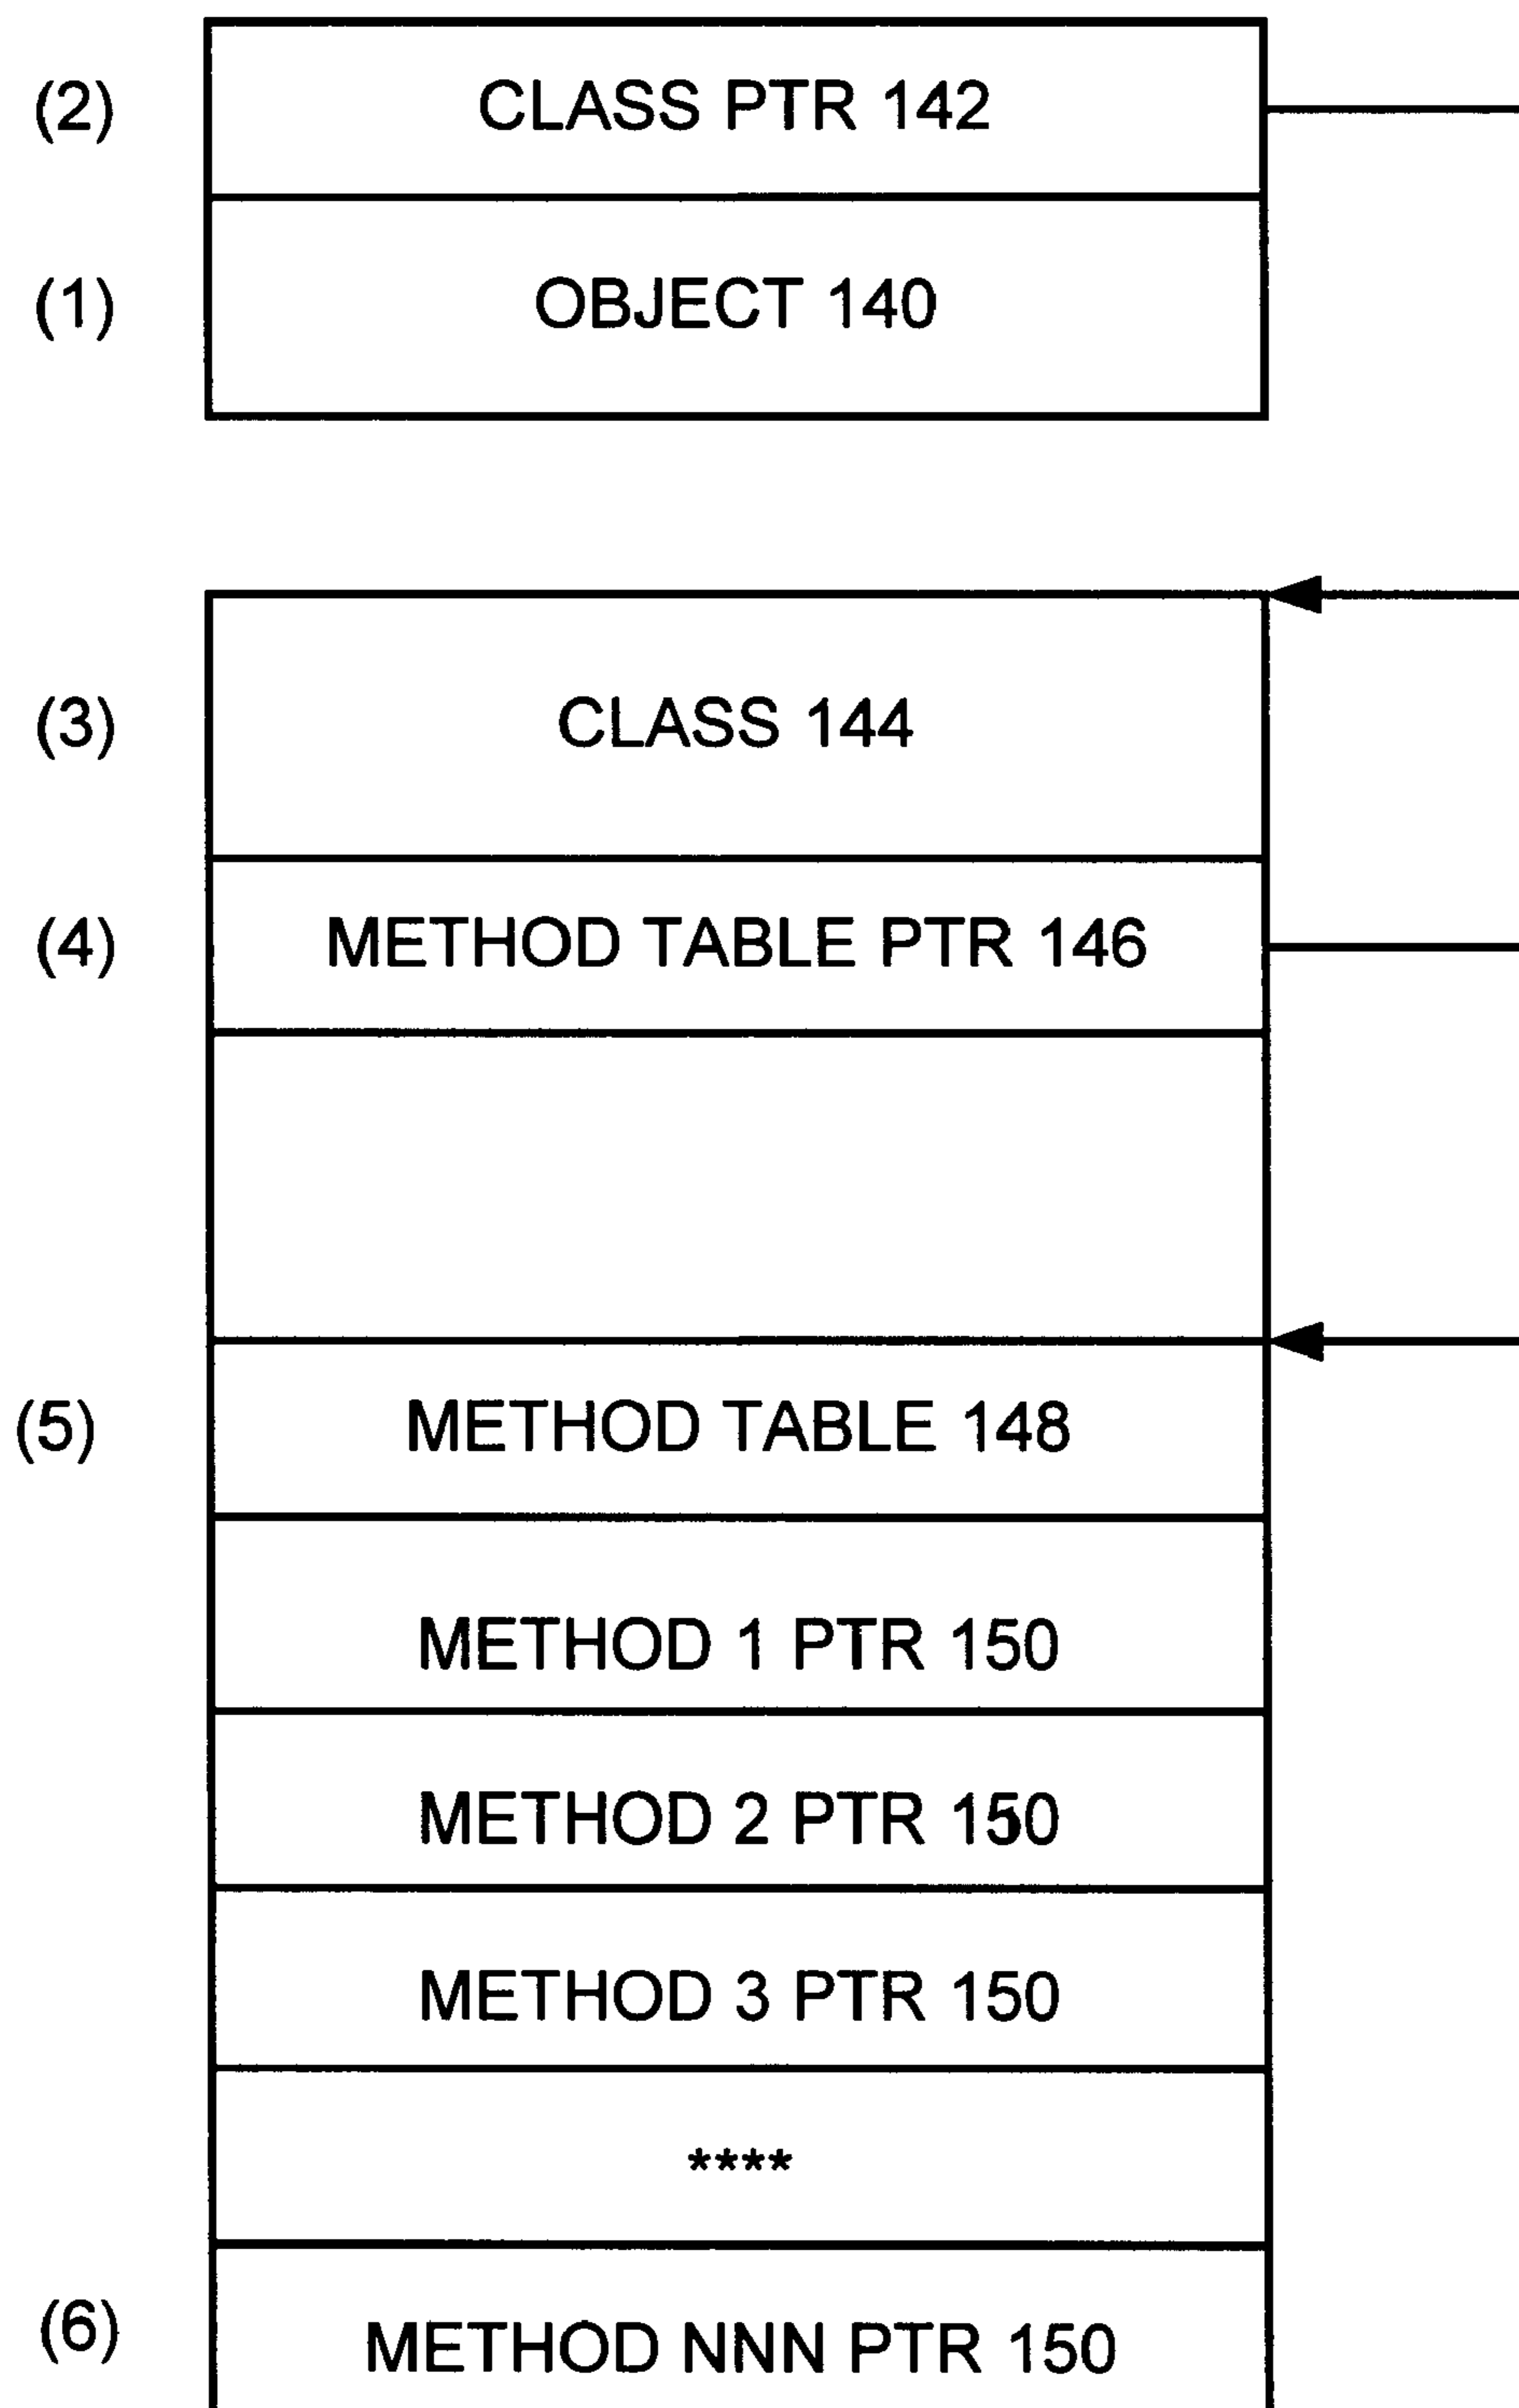 (2) CLASS PTR 142
(1) OBJECT 140
(3) CLASS 144
(4) METHOD TABLE PTR 146
(5) METHOD TABLE 148
METHOD 1 PTR 150
METHOD 2 PTR 150
METHOD 3 PTR 150
****
(6) METHOD NNN PTR 150